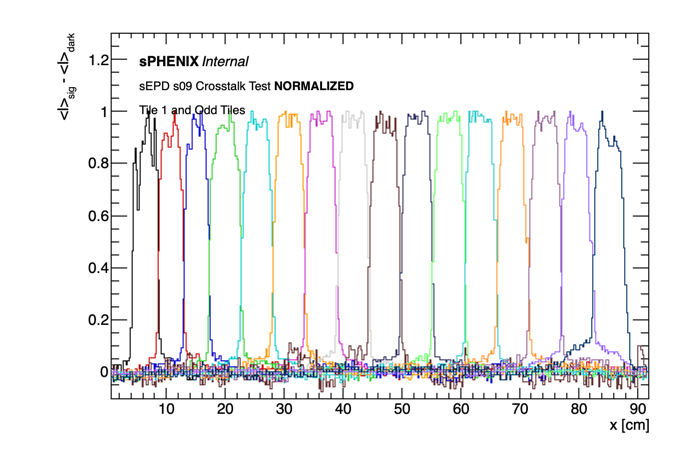 <I>sig - <I>dark
sPHENIX Internal
sEPD s09 Crosstalk Test NORMALIZED
Tile 1 and Odd Tiles
1.2
1
0.8
0.6
0.4
0.2
0
10 20 30 40 50 60 70 80 90
x [cm]